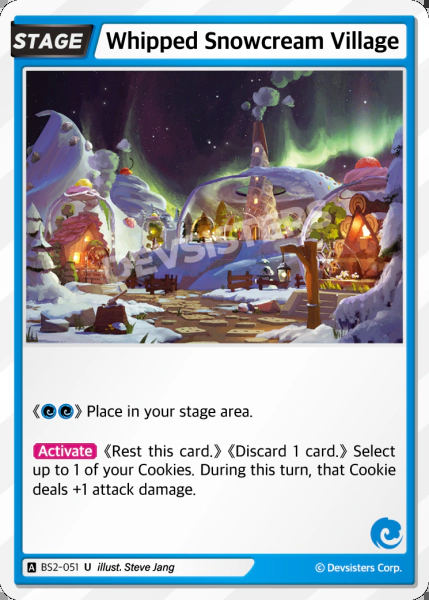 STAGE
Whipped Snowcream Village
DEVSISTERS
《》 Place in your stage area.
Activate 《Rest this card.》《Discard 1 card.》 Select
up to 1 of your Cookies. During this turn, that Cookie
deals +1 attack damage.
A BS2-051 U illust. Steve Jang
© Devsisters Corp.